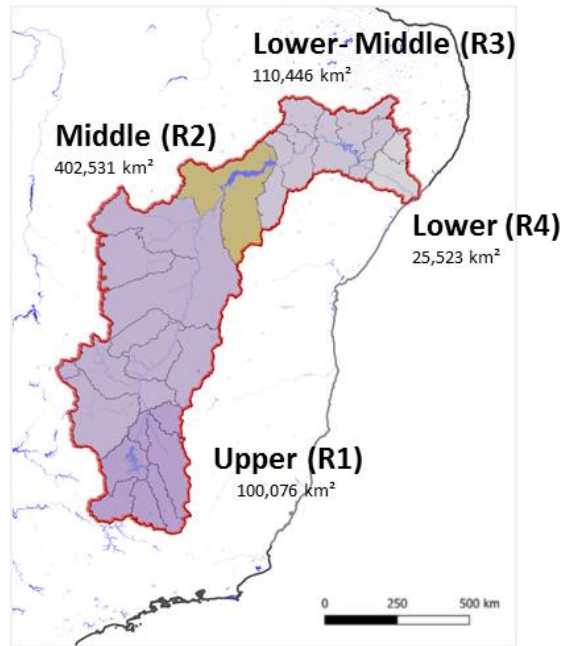 Lower- Middle (R3)
110,446 km²
Middle (R2)
402,531 km²
Lower (R4)
25,523 km²
Upper (R1)
100,076 km²
0 250 500 km